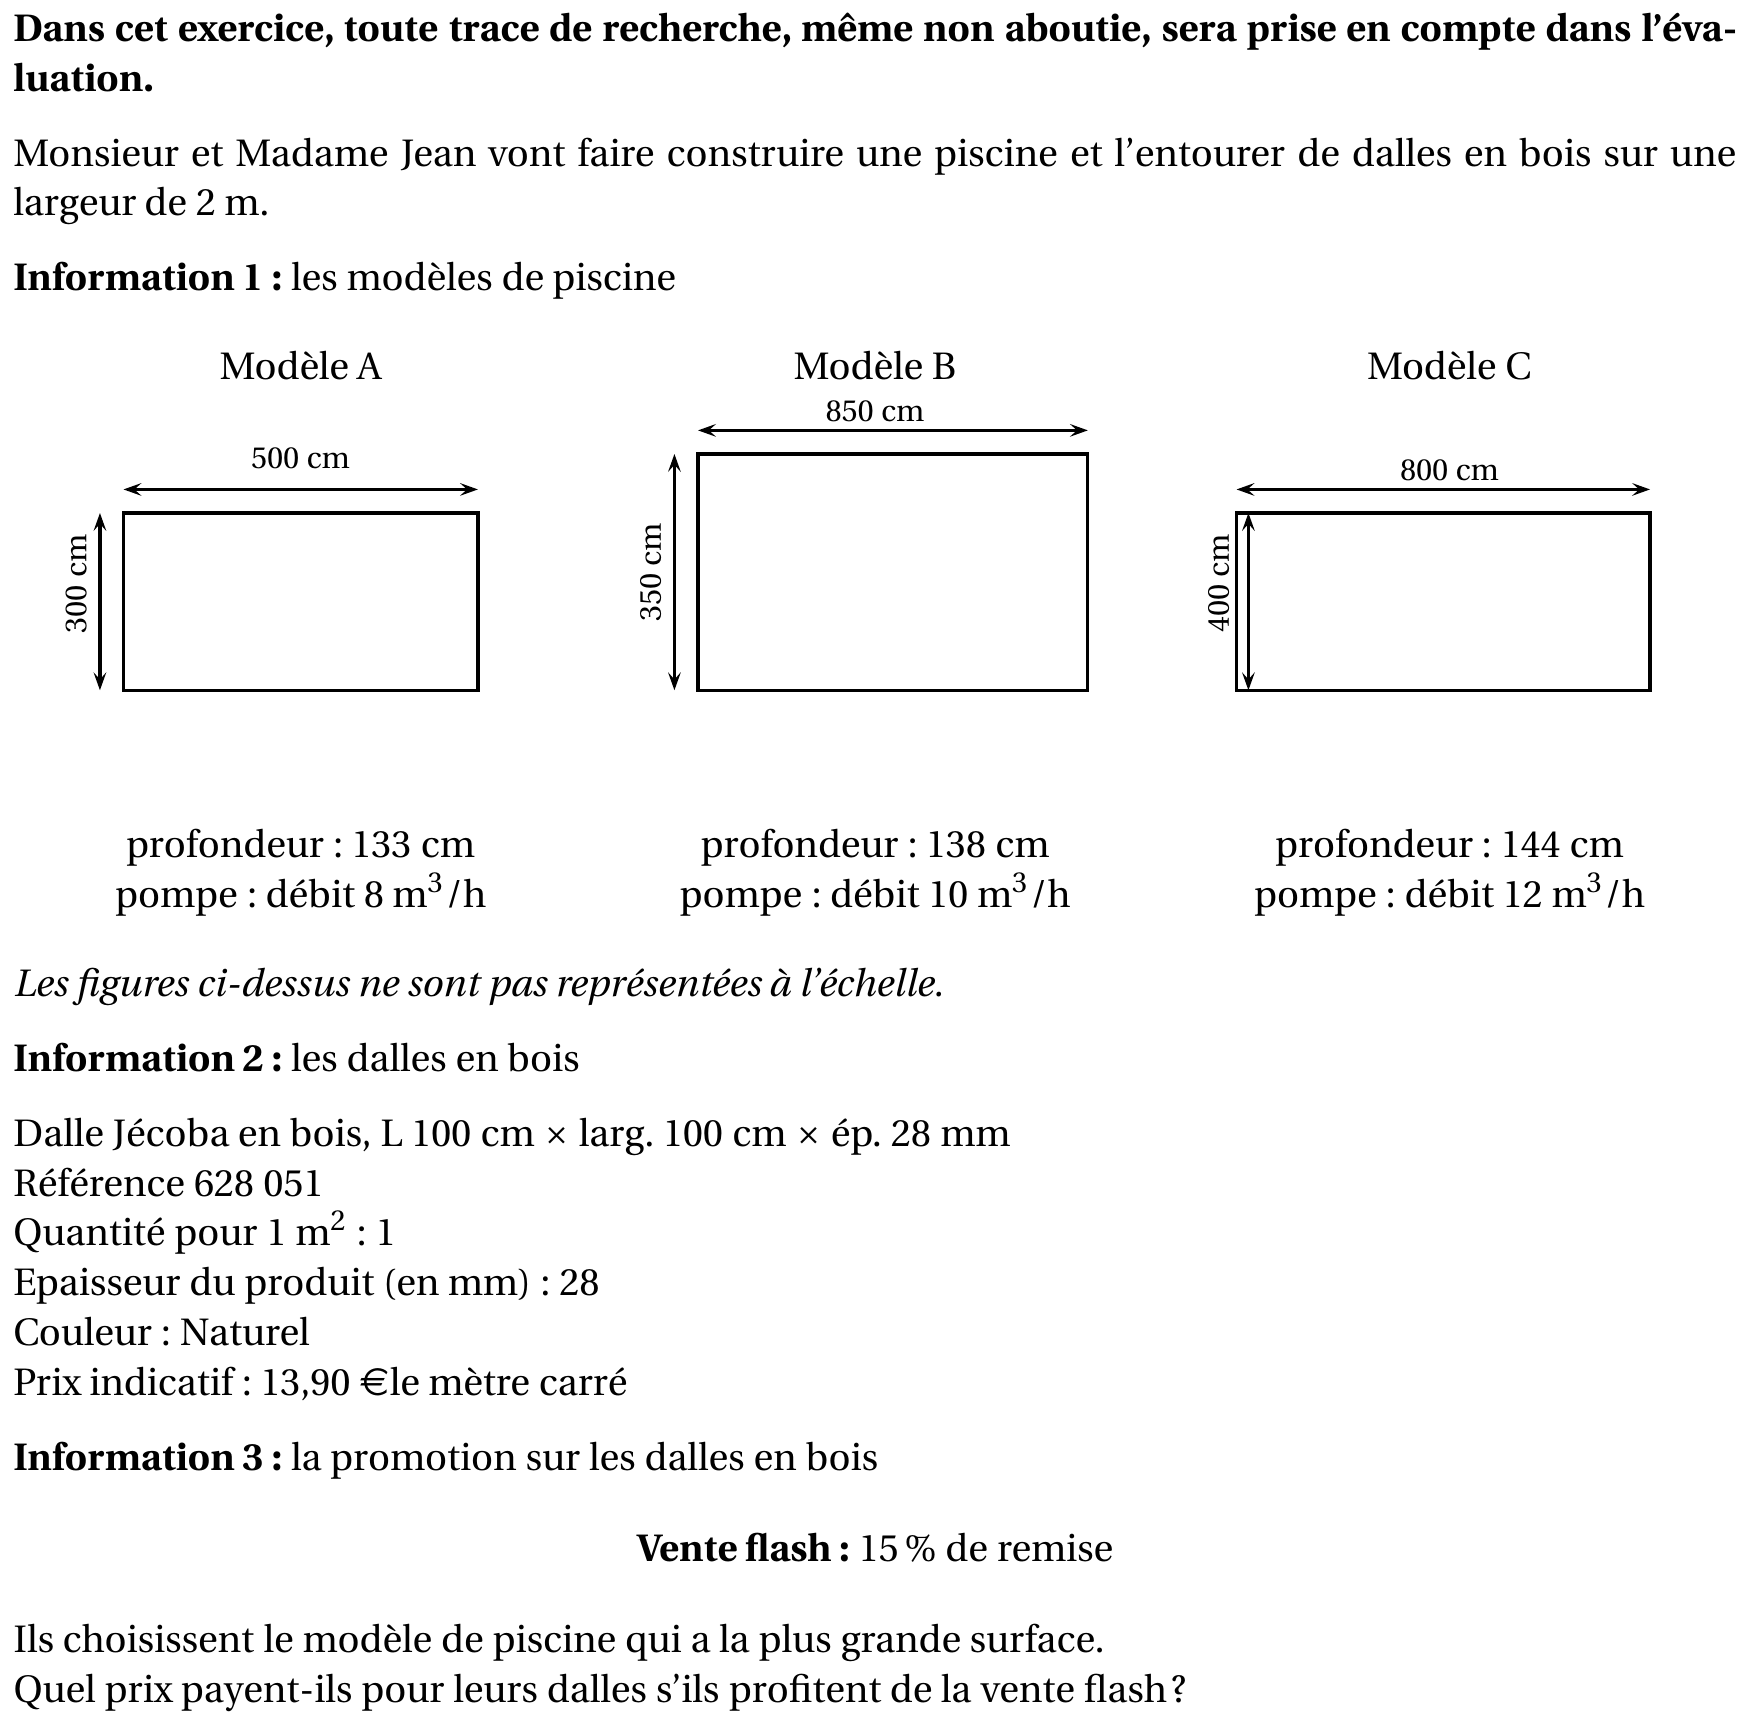 Dans cet exercice, toute trace de recherche, même non aboutie, sera prise en compte dans l'éva-
luation.
Monsieur et Madame Jean vont faire construire une piscine et l'entourer de dalles en bois sur une
largeur de 2 m.
Information 1 : les modèles de piscine
Modèle A
Modèle B
Modèle C
500 cm
300 cm
850 cm
350 cm
800 cm
400 cm
profondeur : 133 cm
pompe : débit 8 m³/h
profondeur : 138 cm
pompe : débit 10 m³/h
profondeur : 144 cm
pompe : débit 12 m³/h
Les figures ci-dessus ne sont pas représentées à l'échelle.
Information 2 : les dalles en bois
Dalle Jécoba en bois, L 100 cm × larg. 100 cm × ép. 28 mm
Référence 628 051
Quantité pour 1 m² : 1
Epaisseur du produit (en mm) : 28
Couleur : Naturel
Prix indicatif : 13,90 €le mètre carré
Information 3 : la promotion sur les dalles en bois
Vente flash : 15 % de remise
Ils choisissent le modèle de piscine qui a la plus grande surface.
Quel prix payent-ils pour leurs dalles s'ils profitent de la vente flash ?